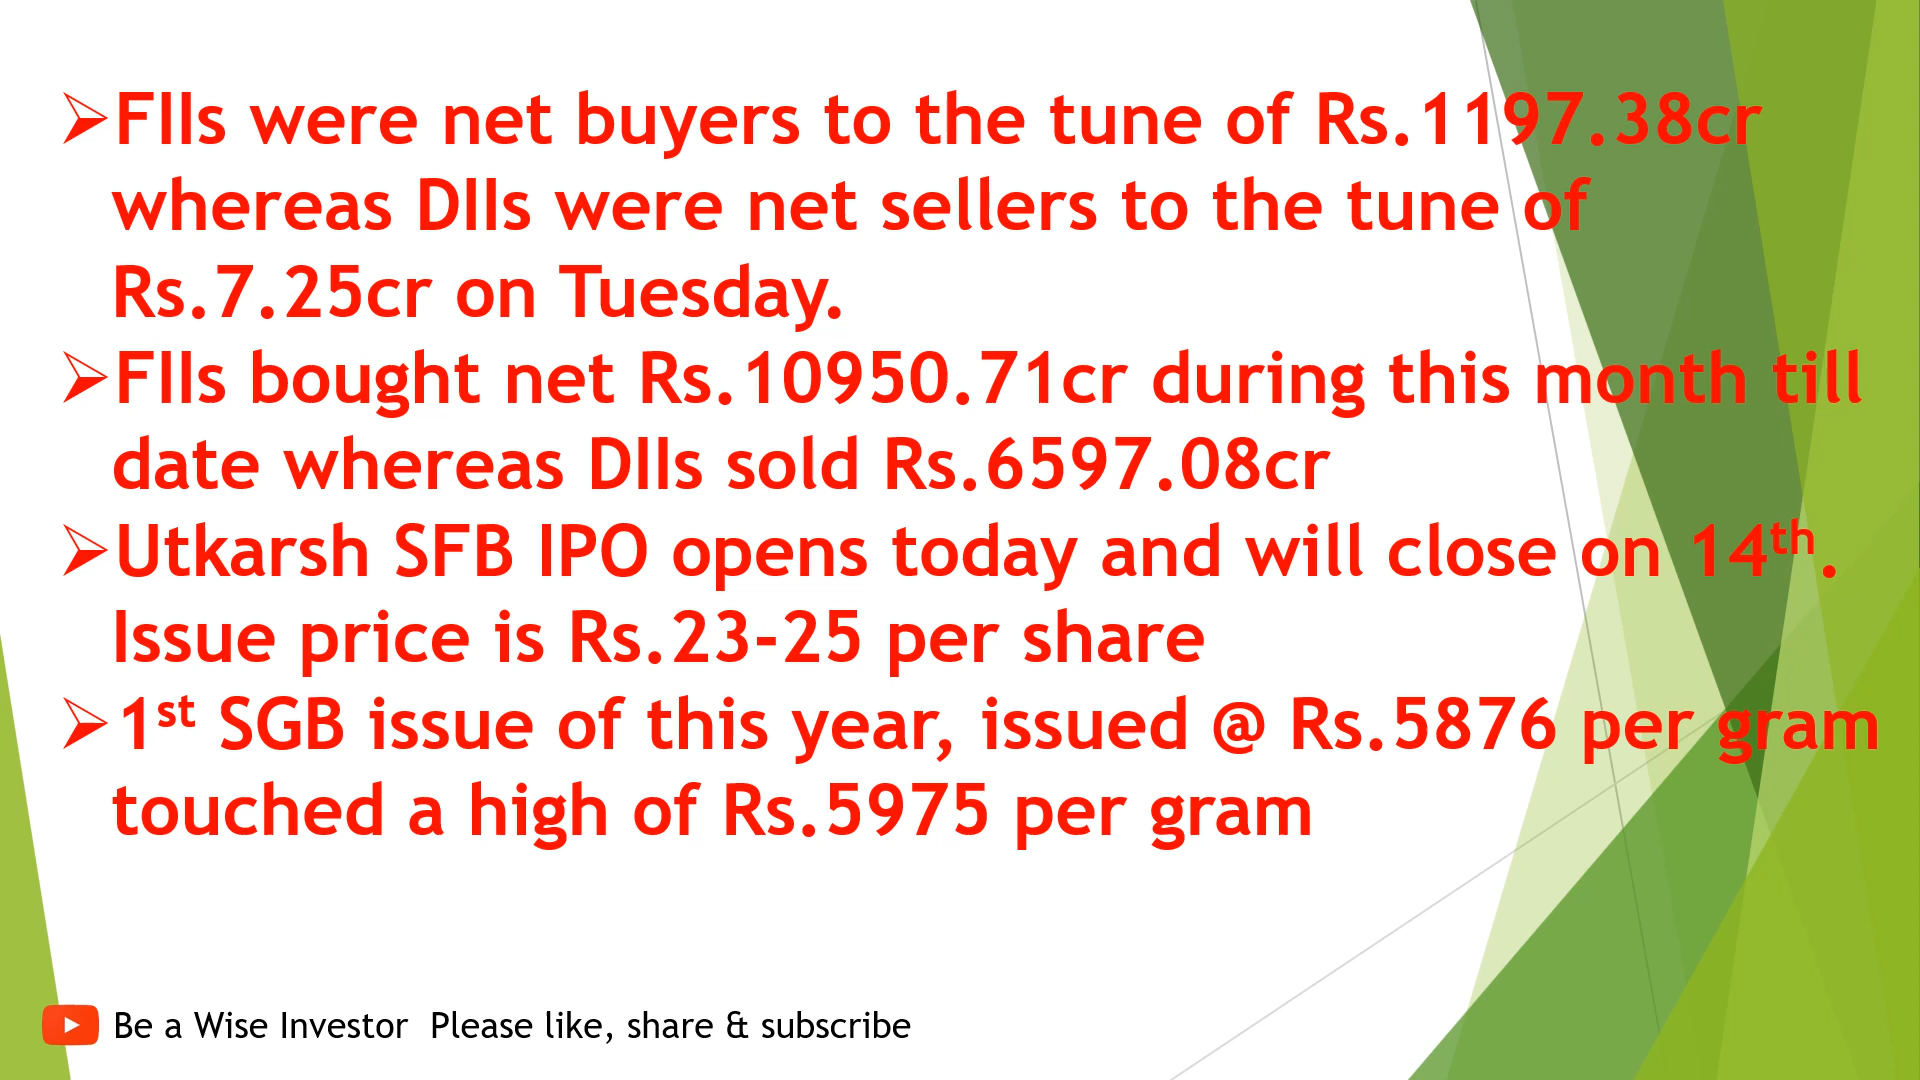 ➢FIIs were net buyers to the tune of Rs.1197.38cr
whereas DIIs were net sellers to the tune of
Rs.7.25cr on Tuesday.
➢FIIs bought net Rs.10950.71cr during this month till
date whereas DIIs sold Rs.6597.08cr
➢Utkarsh SFB IPO opens today and will close on 14th.
Issue price is Rs.23-25 per share
➢1st SGB issue of this year, issued @ Rs.5876 per gram
touched a high of Rs.5975 per gram
Be a Wise Investor  Please like, share & subscribe